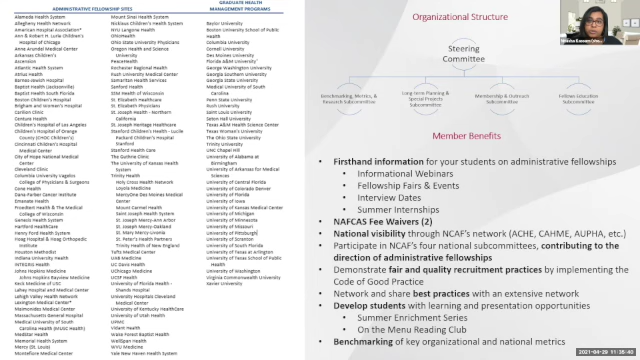 ADMINISTRATIVE FELLOWSHIP SITES
Alameda Health System
Allegheny Health Network
American Hospital Association*
Ann & Robert H. Lurie Children's
Hospital of Chicago
Anne Arundel Medical Center
Arkansas Children's
Ascension
Atlantic Health System
Atrius Health
Barnes-Jewish Hospital
Baptist Health (Jacksonville)
Baptist Health South Florida
Boston Children's Hospital
Brigham and Women's Hospital
Carilion Clinic
Centura Health
Children's Hospital of Los Angeles
Children's Hospital of Orange
County (CHOC Children's)
Cincinnati Children's Hospital
Medical Center
City of Hope National Medical
Center
Cleveland Clinic
Columbia University Vagelos
College of Physicians & Surgeons
Cone Health
Dana-Farber Cancer Institute
Emanate Health
Froedtert Health & The Medical
College of Wisconsin
Genesis Health System
Hartford HealthCare
Henry Ford Health System
Hoag Hospital & Hoag Orthopedic
Institute
Houston Methodist
Indiana University Health
INTEGRIS Health
Johns Hopkins Medicine
Johns Hopkins Bayview Medicine
Keck Medicine of USC
Lahey Hospital and Medical Center
Lehigh Valley Health Network
Lexington Medical Center*
Maimonides Medical Center
Massachusetts General Hospital
Medical University of South
Carolina Health (MUSC Health)
MedStar Health
Memorial Health System
Mercy (St. Louis)
Montefiore Medical Center
Mount Sinai Health System
Nicklaus Children's Health System
NYU Langone Health
OhioHealth
Ohio State University Physicians
Oregon Health and Science
University
PeaceHealth
Rochester Regional Health
Rush University Medical Center
Samaritan Health Services
Sanford Health
SSM Health of Wisconsin
St. Elizabeth Healthcare
St. Elizabeth Physicians
St. Joseph Health - Northern
California
St. Joseph Heritage Healthcare
Stanford Children's Health - Lucile
Packard Children's Hospital
Stanford
Stanford Health Care
The Guthrie Clinic
The University of Kansas Health
System
Trinity Health
Holy Cross Health Network
Loyola Medicine
MercyOne Des Moines Medical
Center
Mount Carmel Health
Saint Joseph Health System
St. Joseph Mercy-Ann Arbor
St. Joseph Mercy-Oakland
St. Mary Mercy-Livonia
St. Peter's Health Partners
Trinity Health of New England
Tufts Medical Center
UAB Medicine
UC Davis Health
UChicago Medicine
UCSF Health
University of Florida Health -
Shands Hospital
University Hospitals Cleveland
Medical Center
University of Kentucky HealthCare
University of Utah Health
UPMC
Vidant Health
Wake Forest Baptist Health
WellSpan Health
WVU Medicine
Yale New Haven Health System
GRADUATE HEALTH
MANAGEMENT PROGRAMS
Baylor University
Boston University School of Public
Health
Columbia University
Cornell University
Des Moines University
Florida A&M University*
George Washington University
Georgia Southern University
Georgia State University
Medical University of South
Carolina
Penn State University
Rush University
Saint Louis University
Seton Hall University
Texas A&M Health Science Center
Texas Woman's University
The Ohio State University
Trinity University
UNC Chapel Hill
University of Alabama at
Birmingham
University of Arkansas for Medical
Sciences
University of Central Florida
University of Colorado Denver
University of Florida
University of Iowa
University of Kansas Medical Center
University of Michigan
University of Minnesota
University of Missouri
University of Pittsburgh
University of Scranton
University of South Florida
University of Texas at Arlington
University of Texas School of Public
Health
University of Washington
Virginia Commonwealth University
Xavier University
Organizational Structure
Steering
Committee
Benchmarking, Metrics, &
Research Subcommittee
Long-term Planning &
Special Projects
Subcommittee
Membership & Outreach
Subcommittee
Fellows Education
Subcommittee
Member Benefits
• Firsthand information for your students on administrative fellowships
• Informational Webinars
• Fellowship Fairs & Events
• Interview Dates
• Summer Internships
• NAFCAS Fee Waivers (2)
• National visibility through NCAF's network (ACHE, CAHME, AUPHA, etc.)
• Participate in NCAF's four national subcommittees, contributing to the
direction of administrative fellowships
• Demonstrate fair and quality recruitment practices by implementing the
Code of Good Practice
• Network and share best practices with an extensive network
• Develop students with learning and presentation opportunities
• Summer Enrichment Series
• On the Menu Reading Club
• Benchmarking of key organizational and national metrics
2021-04-29 11:35:43